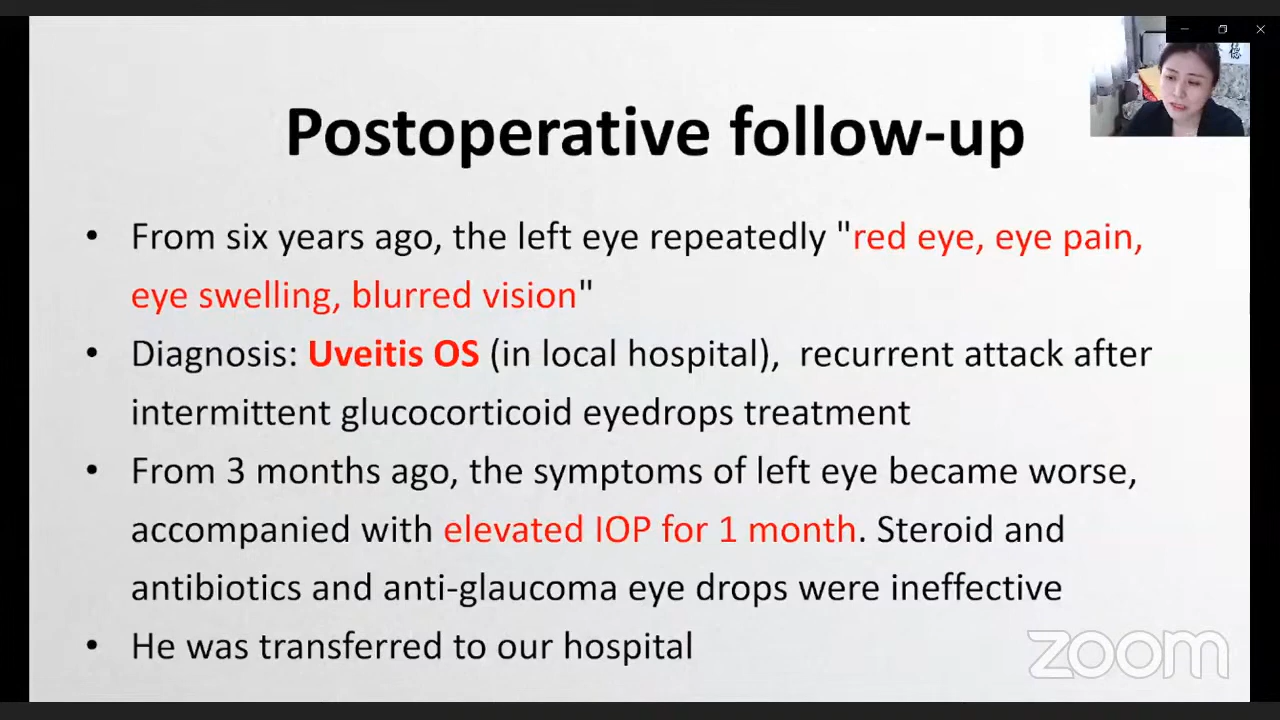 Postoperative follow-up
• From six years ago, the left eye repeatedly "red eye, eye pain,
eye swelling, blurred vision"
• Diagnosis: Uveitis OS (in local hospital), recurrent attack after
intermittent glucocorticoid eyedrops treatment
• From 3 months ago, the symptoms of left eye became worse,
accompanied with elevated IOP for 1 month. Steroid and
antibiotics and anti-glaucoma eye drops were ineffective
• He was transferred to our hospital
zoom